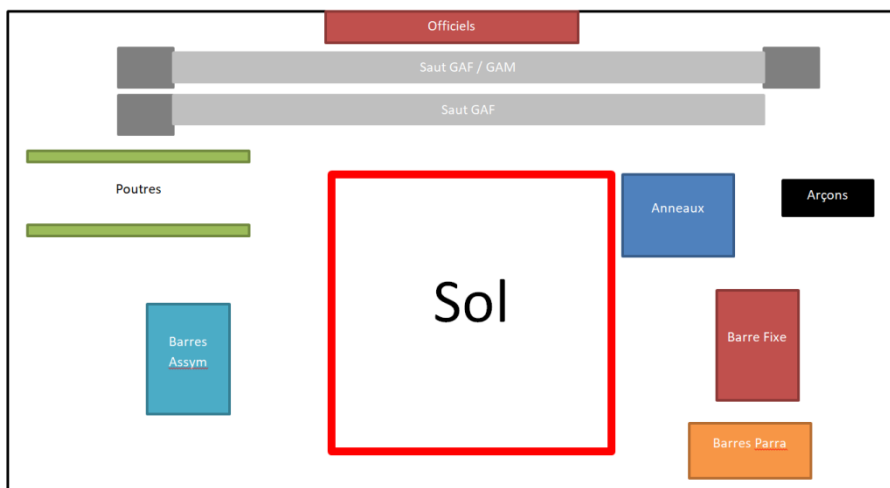 Officiels
Saut GAF / GAM
Saut GAF
Poutres
Anneaux
Arçons
Sol
Barres
Assym
Barre Fixe
Barres Parra